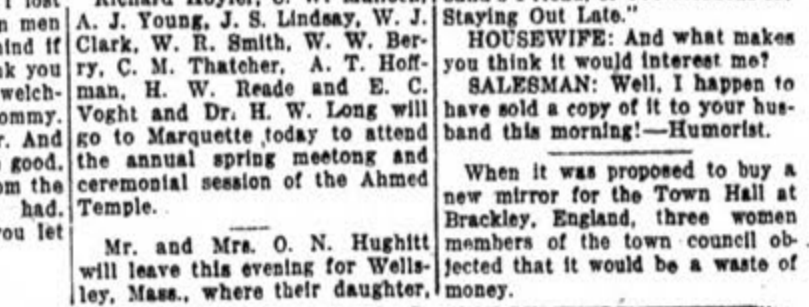 n men
ind if
k you
welch-
ommy.
r. And
good.
om the
had.
ou let
A. J. Young, J. S. Lindsay, W. J.
Clark, W. R. Smith, W. W. Ber-
ry, C. M. Thatcher, A. T. Hoff-
man, H. W. Reade and E. C.
Voght and Dr. H. W. Long will
go to Marquette today to attend
the annual spring meetong and
ceremonial session of the Ahmed
Temple.
Mr. and Mrs. O. N. Hughitt
will leave this evening for Wells-
ley, Mass., where their daughter,
Staying Out Late."
HOUSEWIFE: And what makes
you think it would interest me?
SALESMAN: Well, I happen to
have sold a copy of it to your hus-
band this morning!—Humorist.
When it was proposed to buy a
new mirror for the Town Hall at
Brackley, England, three women
members of the town council ob-
jected that it would be a waste of
money.